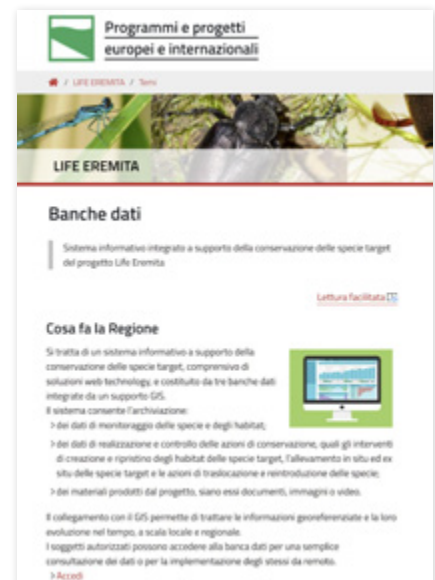 Programmi e progetti
europei e internazionali
/ LIFE EREMITA / Temi
LIFE EREMITA
Banche dati
Sistema informativo integrato a supporto della conservazione delle specie target
del progetto Life Eremita
Lettura facilitata
Cosa fa la Regione
Si tratta di un sistema informativo a supporto della
conservazione delle specie target, comprensivo di
soluzioni web technology, e costituito da tre banche dati
integrate da un supporto GIS.
Il sistema consente l'archiviazione:
dei dati di monitoraggio delle specie e degli habitat;
dei dati di realizzazione e controllo delle azioni di conservazione, quali gli interventi
di creazione e ripristino degli habitat delle specie target, l'allevamento in situ ed ex
situ delle specie target e le azioni di traslocazione e reintroduzione delle specie;
dei materiali prodotti dal progetto, siano essi documenti, immagini o video.
Il collegamento con il GIS permette di trattare le informazioni georeferenziate e la loro
evoluzione nel tempo, a scala locale e regionale.
I soggetti autorizzati possono accedere alla banca dati per una semplice
consultazione dei dati o per la implementazione degli stessi da remoto.
Accedi